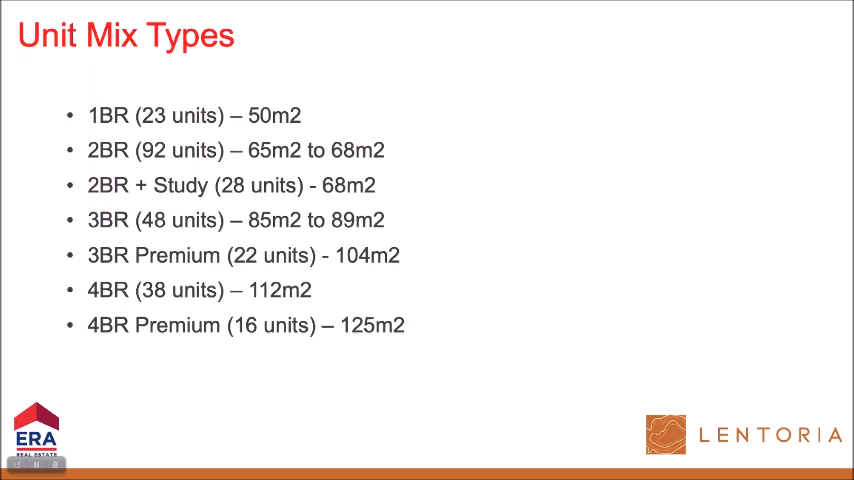 Unit Mix Types
• 1BR (23 units) – 50m2
• 2BR (92 units) – 65m2 to 68m2
• 2BR + Study (28 units) - 68m2
• 3BR (48 units) – 85m2 to 89m2
• 3BR Premium (22 units) - 104m2
• 4BR (38 units) – 112m2
• 4BR Premium (16 units) – 125m2
ERA
REAL ESTATE
LENTORIA